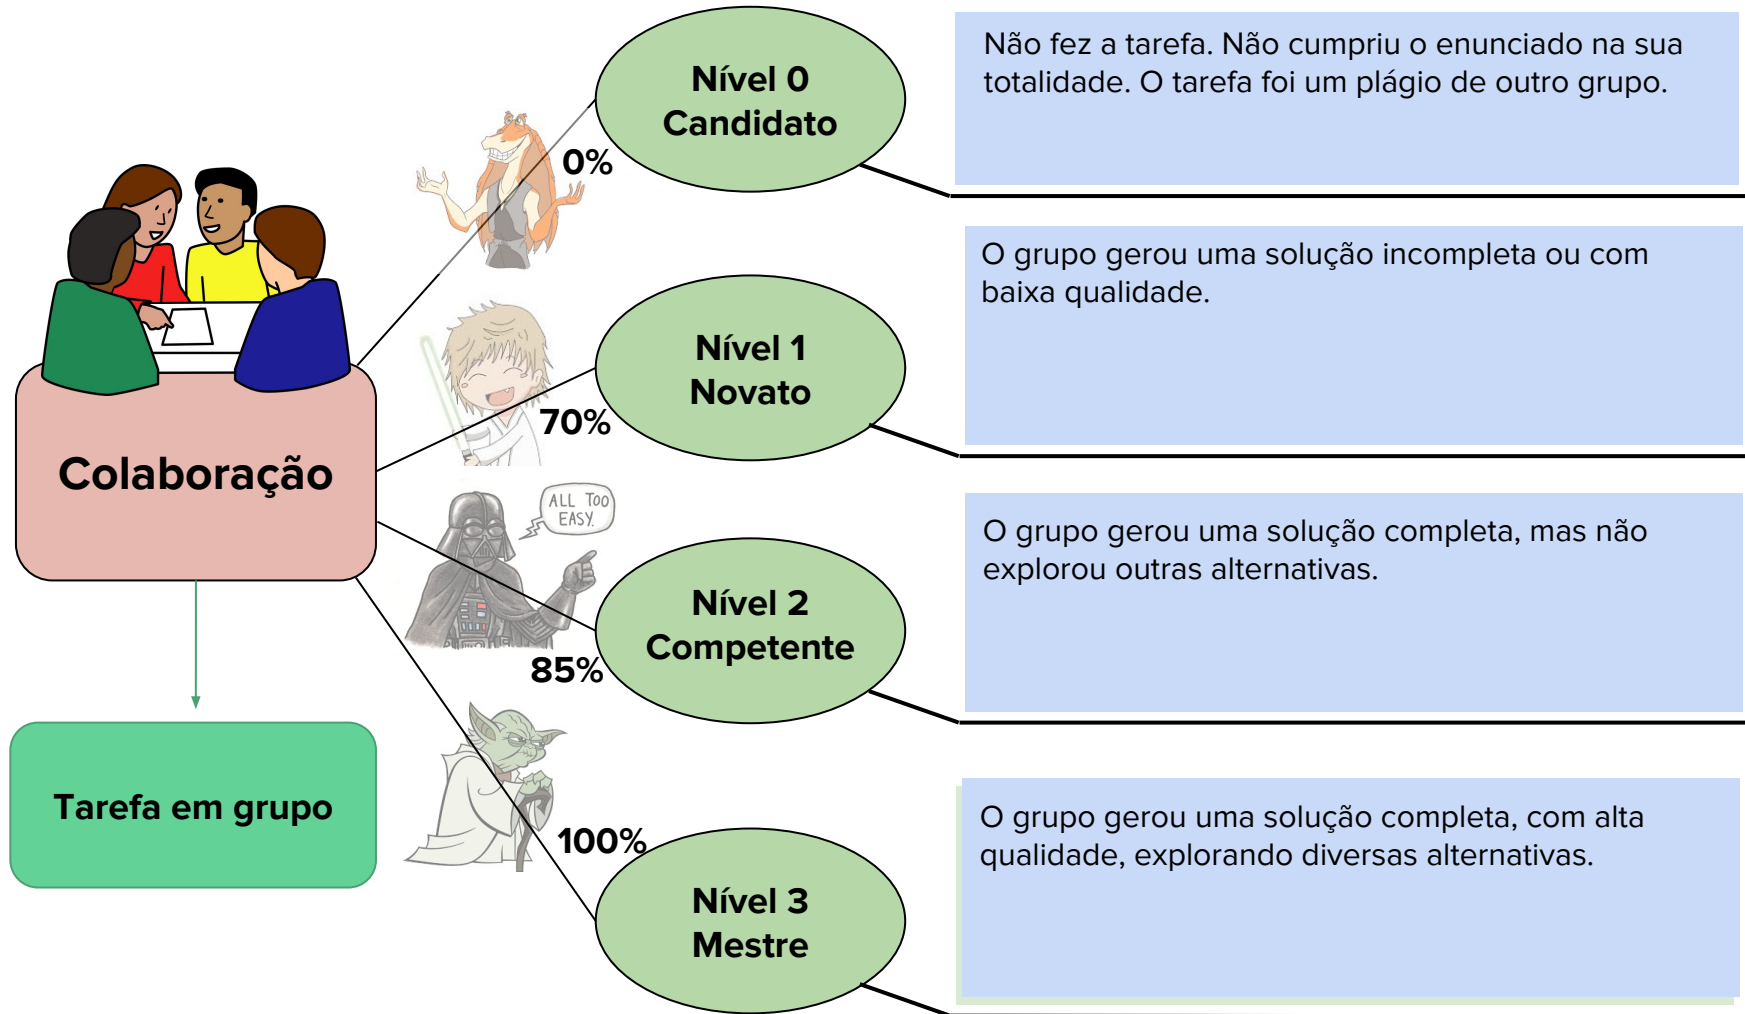 Colaboração
Tarefa em grupo
0%
Nível 0
Candidato
Não fez a tarefa. Não cumpriu o enunciado na sua
totalidade. O tarefa foi um plágio de outro grupo.
70%
Nível 1
Novato
O grupo gerou uma solução incompleta ou com
baixa qualidade.
ALL TOO
EASY.
85%
Nível 2
Competente
O grupo gerou uma solução completa, mas não
explorou outras alternativas.
100%
Nível 3
Mestre
O grupo gerou uma solução completa, com alta
qualidade, explorando diversas alternativas.